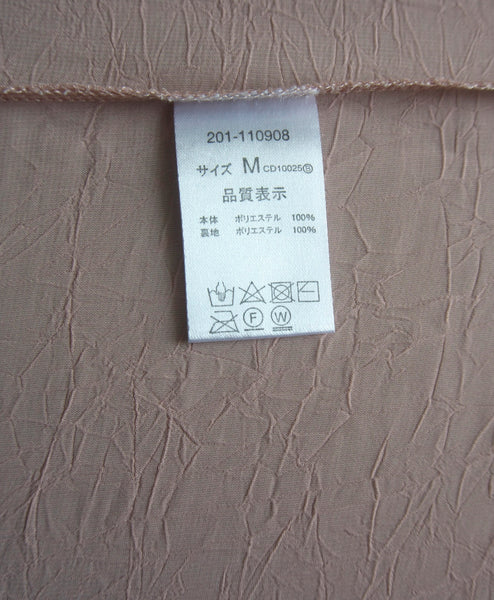 201-110908
サイズ M CD10025Ⓑ
品質表示
本体 ポリエステル 100%
裏地 ポリエステル 100%
Ⓕ Ⓦ